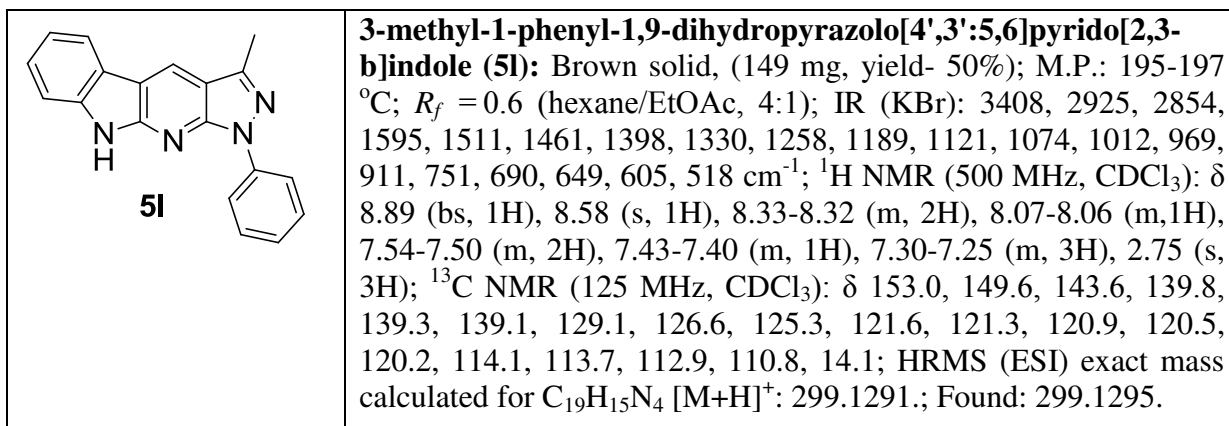 N
H
N
N
N
5l
3-methyl-1-phenyl-1,9-dihydropyrazolo[4',3':5,6]pyrido[2,3-
b]indole (5l): Brown solid, (149 mg, yield- 50%); M.P.: 195-197
°C; Rf = 0.6 (hexane/EtOAc, 4:1); IR (KBr): 3408, 2925, 2854,
1595, 1511, 1461, 1398, 1330, 1258, 1189, 1121, 1074, 1012, 969,
911, 751, 690, 649, 605, 518 cm-1; 1H NMR (500 MHz, CDCl3): δ
8.89 (bs, 1H), 8.58 (s, 1H), 8.33-8.32 (m, 2H), 8.07-8.06 (m,1H),
7.54-7.50 (m, 2H), 7.43-7.40 (m, 1H), 7.30-7.25 (m, 3H), 2.75 (s,
3H); 13C NMR (125 MHz, CDCl3): δ 153.0, 149.6, 143.6, 139.8,
139.3, 139.1, 129.1, 126.6, 125.3, 121.6, 121.3, 120.9, 120.5,
120.2, 114.1, 113.7, 112.9, 110.8, 14.1; HRMS (ESI) exact mass
calculated for C19H15N4 [M+H]+: 299.1291.; Found: 299.1295.